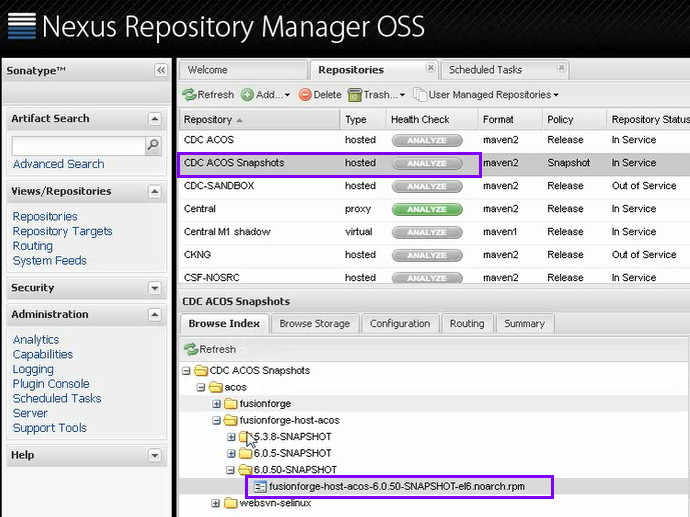 Nexus Repository Manager OSS
Sonatype™
Welcome Repositories Scheduled Tasks
Refresh Add... Delete Trash... User Managed Repositories
Artifact Search
Advanced Search
Views/Repositories
Repositories
Repository Targets
Routing
System Feeds
Security
Administration
Analytics
Capabilities
Logging
Plugin Console
Scheduled Tasks
Server
Support Tools
Help
Repository Type Health Check Format Policy Repository Status
CDC ACOS hosted ANALYZE maven2 Release In Service
CDC ACOS Snapshots hosted ANALYZE maven2 Snapshot In Service
CDC-SANDBOX hosted ANALYZE maven2 Release Out of Service
Central proxy ANALYZE maven2 Release In Service
Central M1 shadow virtual ANALYZE maven1 Release In Service
CKNG hosted ANALYZE maven2 Release Out of Service
CSF-NOSRC hosted ANALYZE maven2 Release In Service
CDC ACOS Snapshots
Browse Index Browse Storage Configuration Routing Summary
Refresh
CDC ACOS Snapshots
acos
fusionforge
fusionforge-host-acos
5.3.8-SNAPSHOT
6.0.5-SNAPSHOT
6.0.50-SNAPSHOT
fusionforge-host-acos-6.0.50-SNAPSHOT-el6.noarch.rpm
websvn-selinux